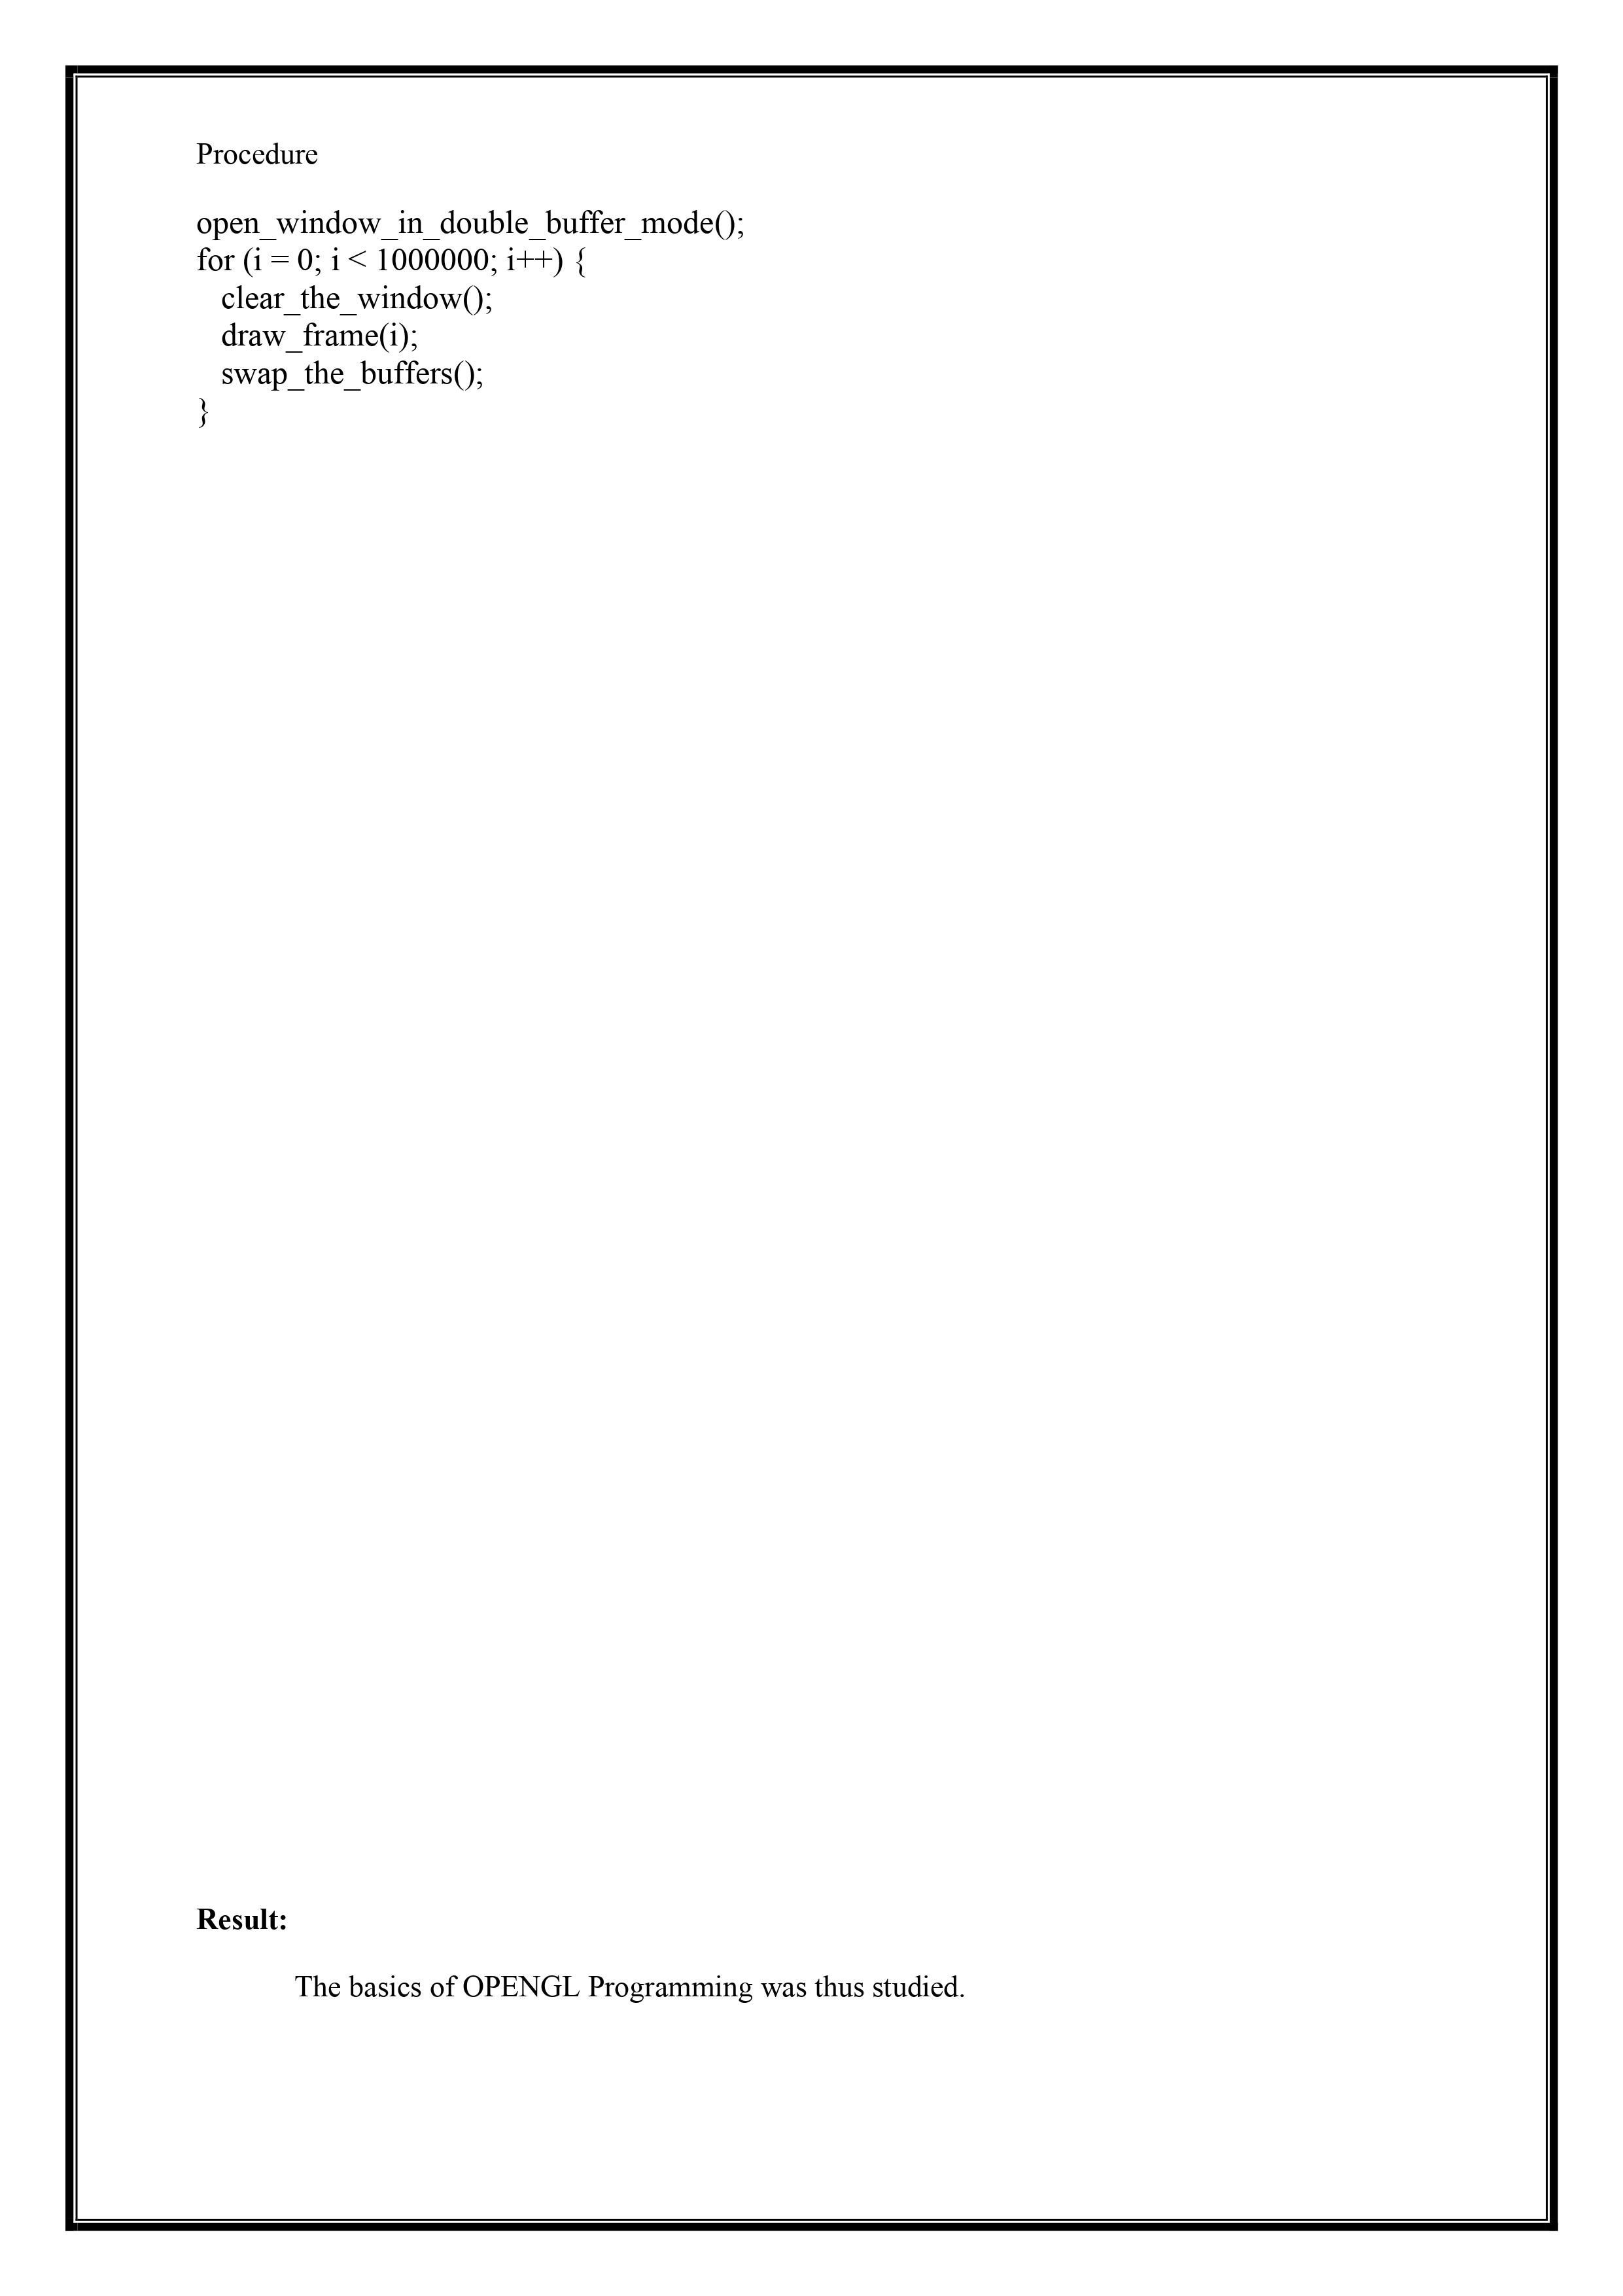 Procedure
open_window_in_double_buffer_mode();
for (i = 0; i < 1000000; i++) {
clear_the_window();
draw_frame(i);
swap_the_buffers();
}
Result:
The basics of OPENGL Programming was thus studied.